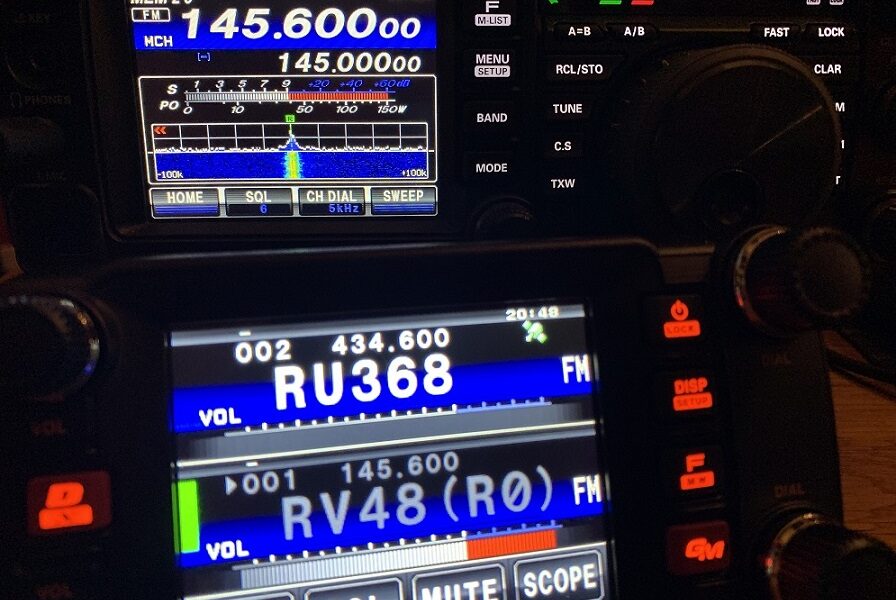 FM 145.60000
MCH
145.00000
S 1 3 5 7 9 +20 +40 +60dB
PO 0 10 50 100 150W
R
-100k +100k
HOME SQL 6 CH DIAL 5kHz SWEEP
F
M-LIST
MENU
SETUP
BAND
MODE
A=B A/B FAST LOCK
RCL/STO CLAR
TUNE
C.S
TXW
20:48
002 434.600
RU368 FM
VOL
001 145.600
RV48(R0) FM
VOL
MUTE SCOPE
LOCK
DISP
SETUP
F
MW
GM
DIAL
DIAL